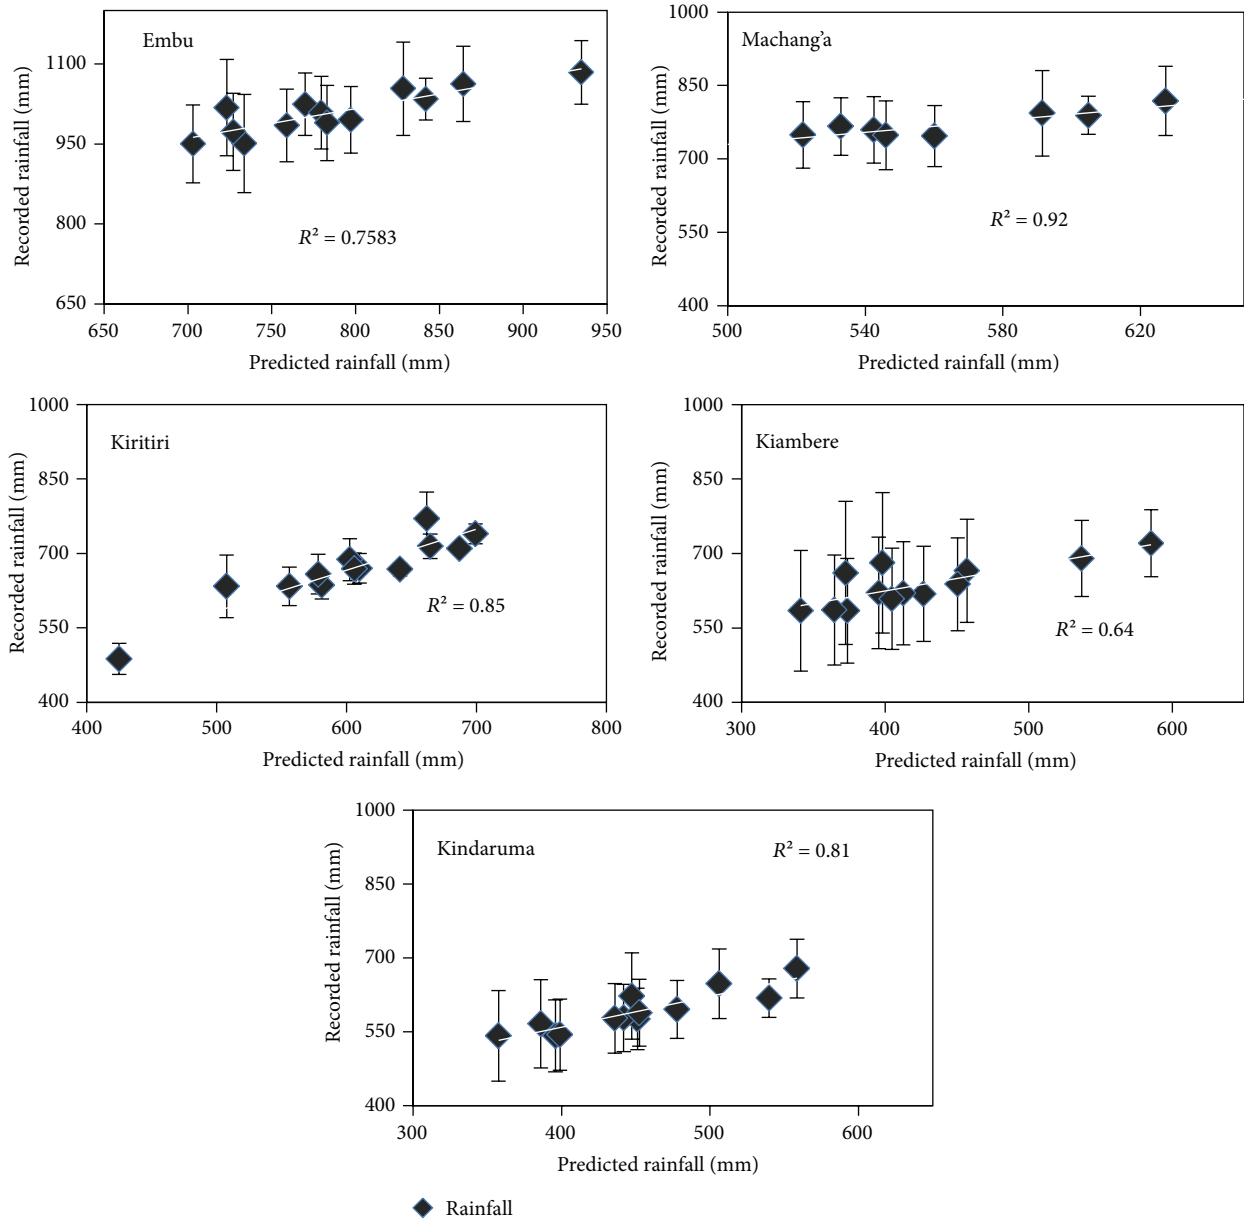 Embu
Recorded rainfall (mm)
1100
950
800
650
R² = 0.7583
650 700 750 800 850 900 950
Predicted rainfall (mm)
Machang'a
Recorded rainfall (mm)
1000
850
700
550
400
R² = 0.92
500 540 580 620
Predicted rainfall (mm)
Kiritiri
Recorded rainfall (mm)
1000
850
700
550
400
R² = 0.85
400 500 600 700 800
Predicted rainfall (mm)
Kiambere
Recorded rainfall (mm)
1000
850
700
550
400
R² = 0.64
300 400 500 600
Predicted rainfall (mm)
Kindaruma
R² = 0.81
Recorded rainfall (mm)
1000
850
700
550
400
300 400 500 600
Predicted rainfall (mm)
Rainfall